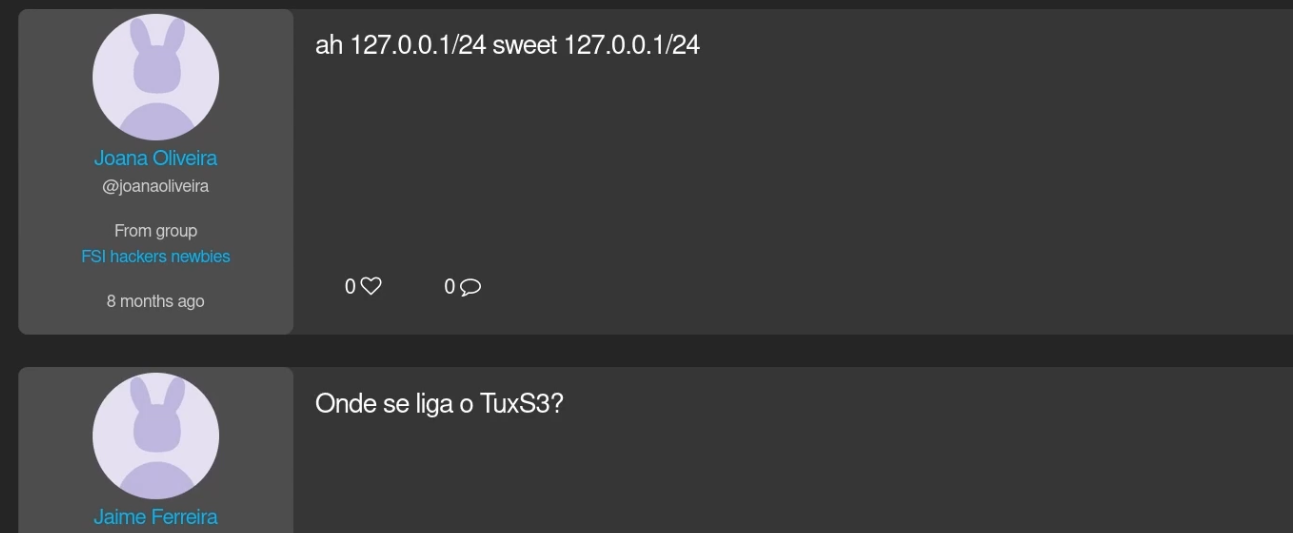 ah 127.0.0.1/24 sweet 127.0.0.1/24
Joana Oliveira
@joanaoliveira
From group
FSI hackers newbies
8 months ago
0
0
Onde se liga o TuxS3?
Jaime Ferreira